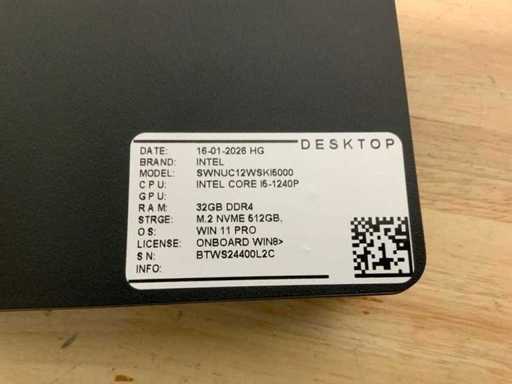 DESKTOP
DATE: 16-01-2026 HG
BRAND: INTEL
MODEL: SWNUC12WSKI5000
CPU: INTEL CORE I5-1240P
GPU:
RAM: 32GB DDR4
STRGE: M.2 NVME 512GB,
OS: WIN 11 PRO
LICENSE: ONBOARD WIN8>
SN: BTWS24400L2C
INFO: